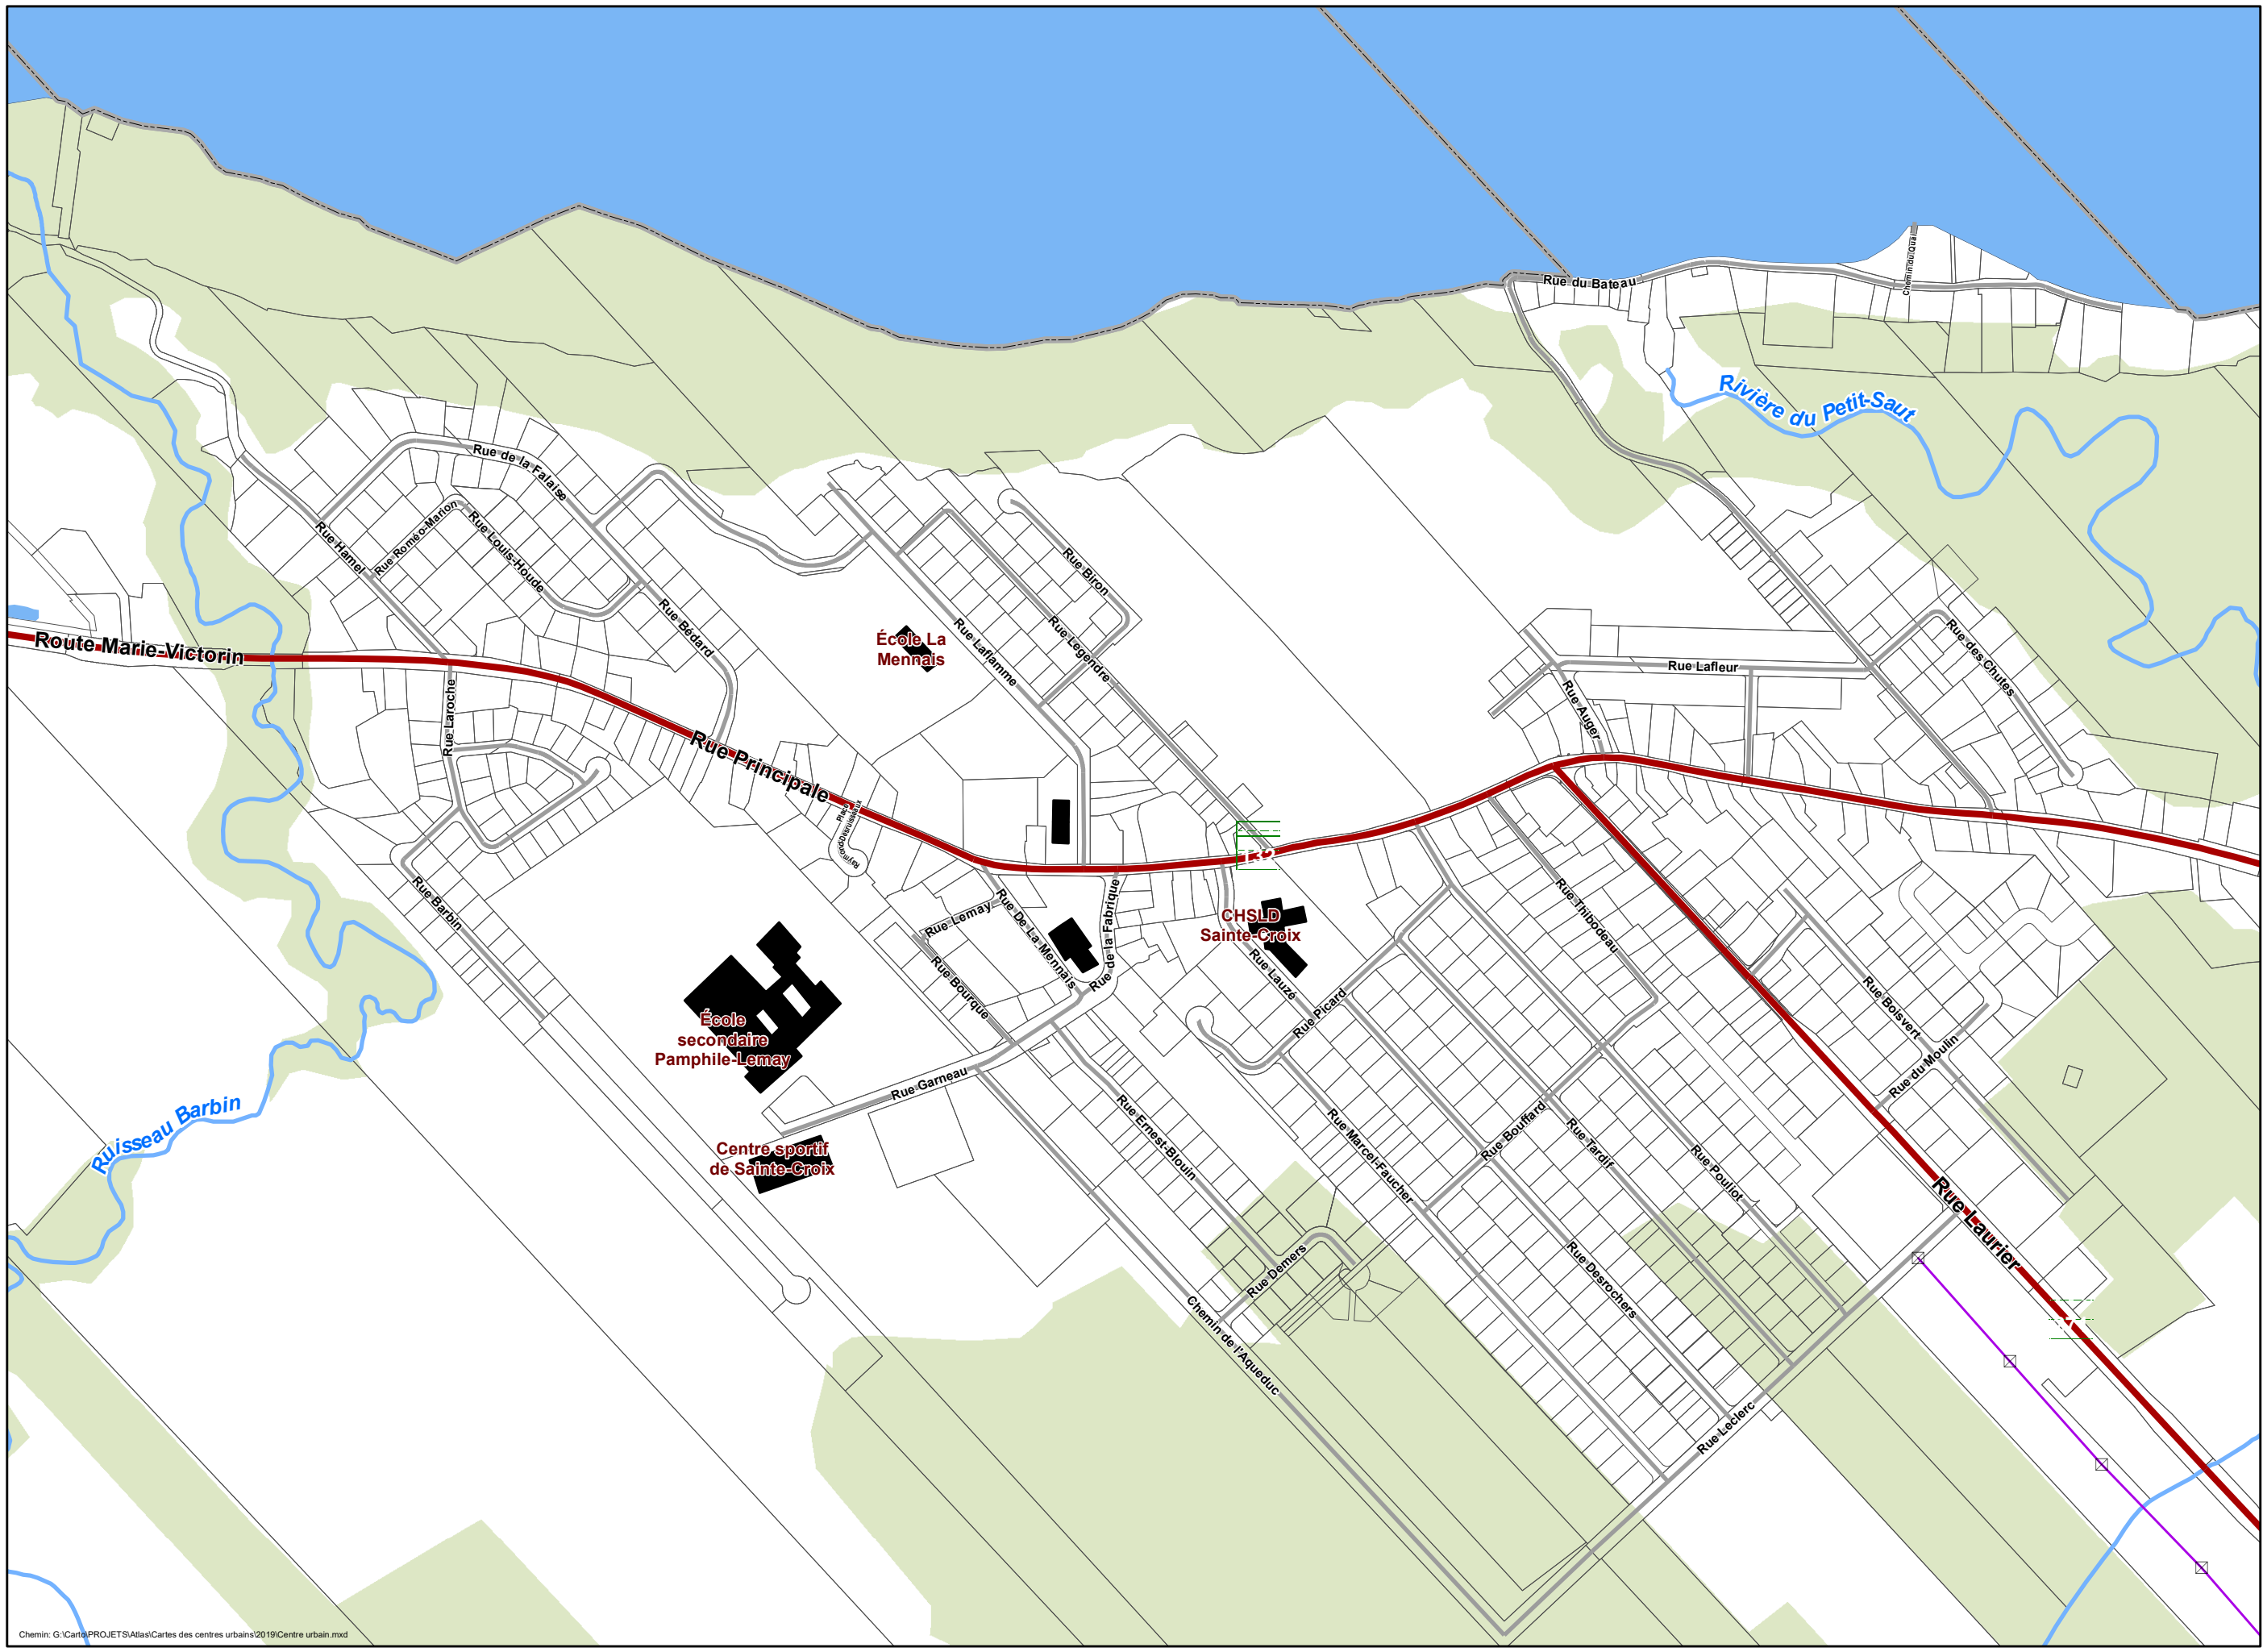 Chemin du Quai
Rue du Bateau
Rivière du Petit-Saut
Rue de la Falaise
Rue Roméo-Marion
Rue Louis-Houde
Rue Hamel
Rue Biron
Rue Bédard
École La
Mennais
Rue Laflamme
Rue Legendre
Route Marie-Victorin
Rue des Chutes
Rue Lafleur
Rue Auger
Rue Laroche
Rue Principale
Place
Raymond-Desruisseaux
132
Rue Barbin
Rue Lemay
Rue De La Mennais
Rue de la Fabrique
CHSLD
Sainte-Croix
Rue Thibodeau
Rue Bourque
Rue Lauzé
Rue Picard
Rue Boisvert
École
secondaire
Pamphile-Lemay
Rue Garneau
Rue du Moulin
Ruisseau Barbin
Rue Ernest-Blouin
Rue Marcel-Faucher
Rue Bouffard
Rue Tardif
Rue Pouliot
Centre sportif
de Sainte-Croix
Rue Laurier
Rue Demers
Rue Desrochers
Chemin de l'Aqueduc
Rue Leclerc
Chemin: G:\Carto\PROJETS\Atlas\Cartes des centres urbains\2019\Centre urbain.mxd